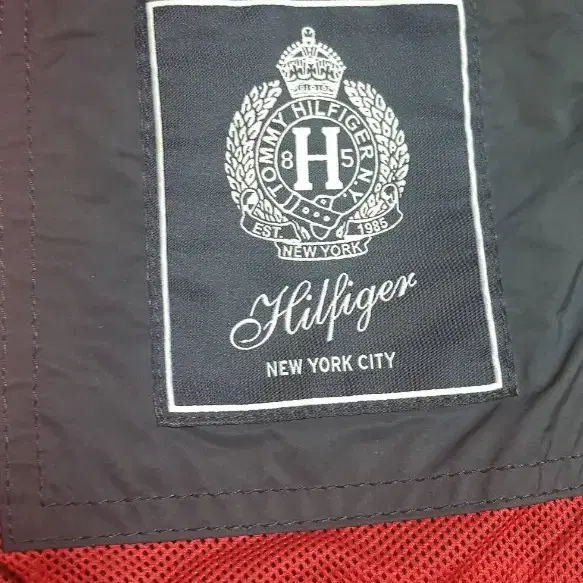 TOMMY HILFIGER N.Y.
8 H 5
EST. 1985
NEW YORK
Hilfiger
NEW YORK CITY